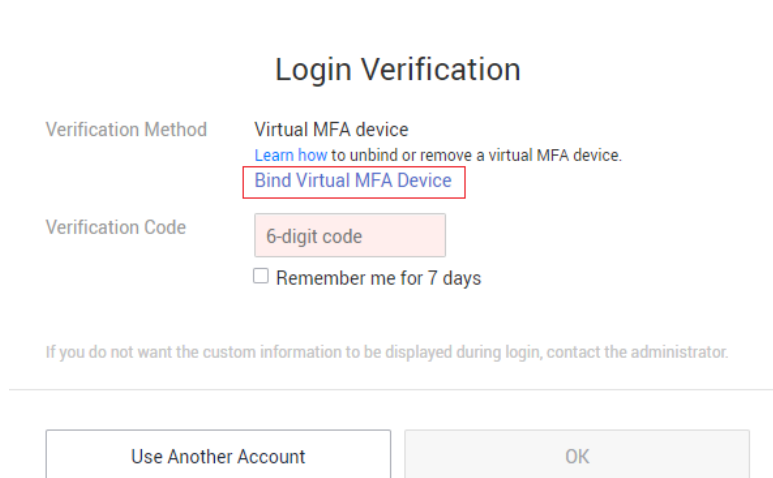 Login Verification
Verification Method
Virtual MFA device
Learn how to unbind or remove a virtual MFA device.
Bind Virtual MFA Device
Verification Code
6-digit code
Remember me for 7 days
If you do not want the custom information to be displayed during login, contact the administrator.
Use Another Account
OK